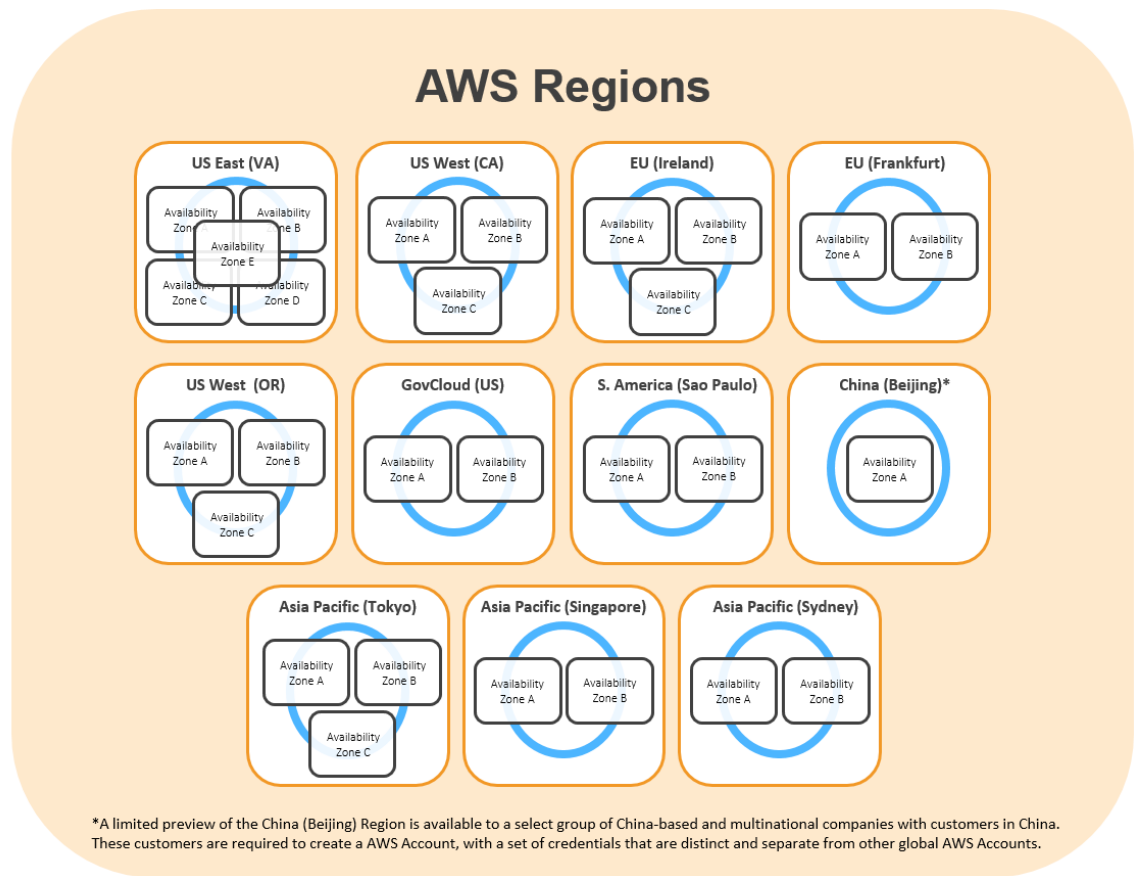 AWS Regions
US East (VA)
Availability
Zone A
Availability
Zone B
Availability
Zone E
Availability
Zone C
Availability
Zone D
US West (CA)
Availability
Zone A
Availability
Zone B
Availability
Zone C
EU (Ireland)
Availability
Zone A
Availability
Zone B
Availability
Zone C
EU (Frankfurt)
Availability
Zone A
Availability
Zone B
US West (OR)
Availability
Zone A
Availability
Zone B
Availability
Zone C
GovCloud (US)
Availability
Zone A
Availability
Zone B
S. America (Sao Paulo)
Availability
Zone A
Availability
Zone B
China (Beijing)*
Availability
Zone A
Asia Pacific (Tokyo)
Availability
Zone A
Availability
Zone B
Availability
Zone C
Asia Pacific (Singapore)
Availability
Zone A
Availability
Zone B
Asia Pacific (Sydney)
Availability
Zone A
Availability
Zone B
*A limited preview of the China (Beijing) Region is available to a select group of China-based and multinational companies with customers in China.
These customers are required to create a AWS Account, with a set of credentials that are distinct and separate from other global AWS Accounts.